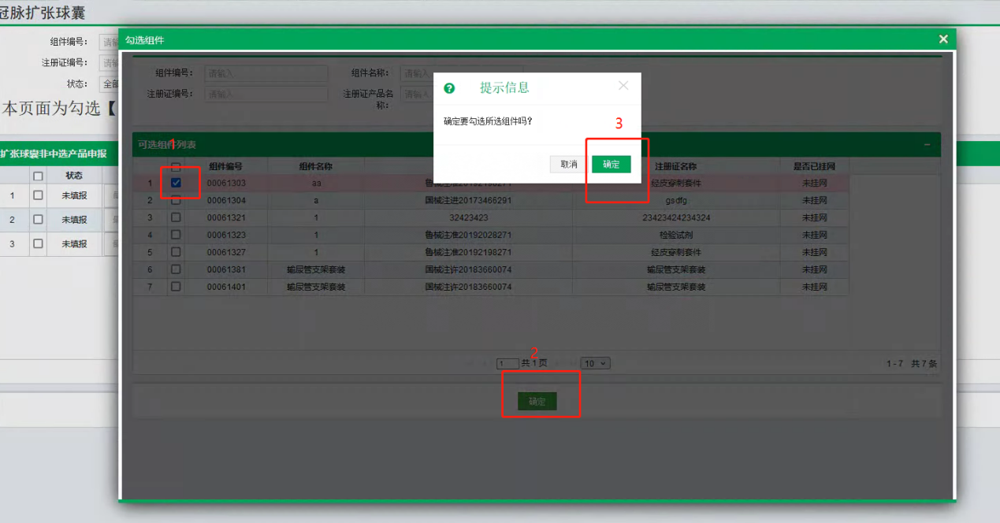 冠脉扩张球囊
勾选组件
组件编号：
注册证编号：
状态：
全部
本页面为勾选【
扩张球囊非中选产品申报
状态
1 未填报
2 未填报
3 未填报
组件编号： 请输入 组件名称： 请输入
注册证编号： 请输入 注册证产品名称： 请输入
提示信息
确定要勾选所选组件吗?
3
取消 确定
1
可选组件列表
组件编号 组件名称 注册证名称 是否已挂网
1 00061303 aa 鲁械注准20192198271 经皮穿刺套件 未挂网
2 00061304 a 国械注进20173466291 gsdfg 未挂网
3 00061321 1 32423423 23423424234324 未挂网
4 00061323 1 鲁械注准20192028271 检验试剂 未挂网
5 00061327 1 鲁械注准20192198271 经皮穿刺套件 未挂网
6 00061381 输尿管支架套装 国械注许20183660074 输尿管支架套装 未挂网
7 00061401 输尿管支架套装 国械注许20183660074 输尿管支架套装 未挂网
2
1 共 1 页 10 1 - 7 共 7 条
确定